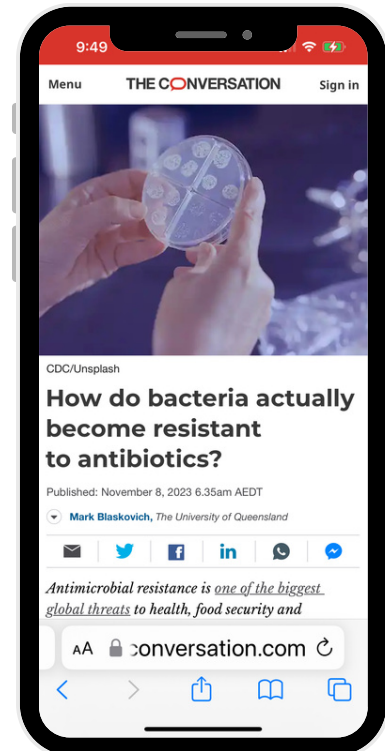 9:49
Menu THE CONVERSATION Sign in
CDC/Unsplash
How do bacteria actually
become resistant
to antibiotics?
Published: November 8, 2023 6.35am AEDT
Mark Blaskovich, The University of Queensland
in
Antimicrobial resistance is one of the biggest
global threats to health, food security and
AA conversation.com